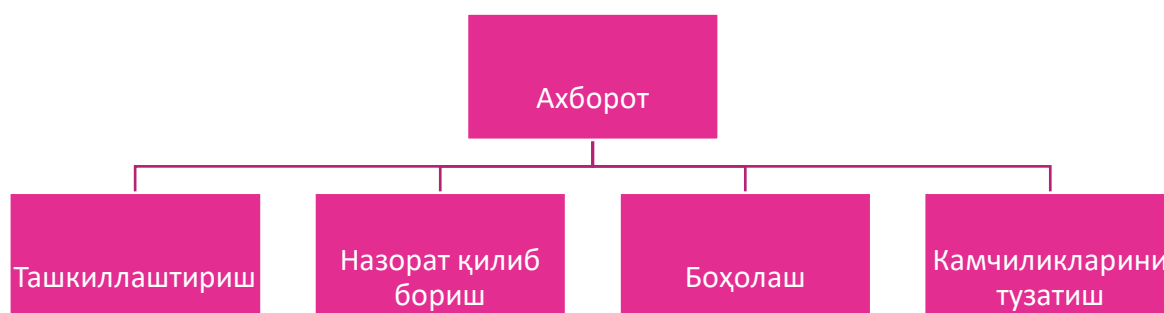 Ахборот
Ташкиллаштириш
Назорат қилиб
бориш
Боҳолаш
Камчиликларини
тузатиш